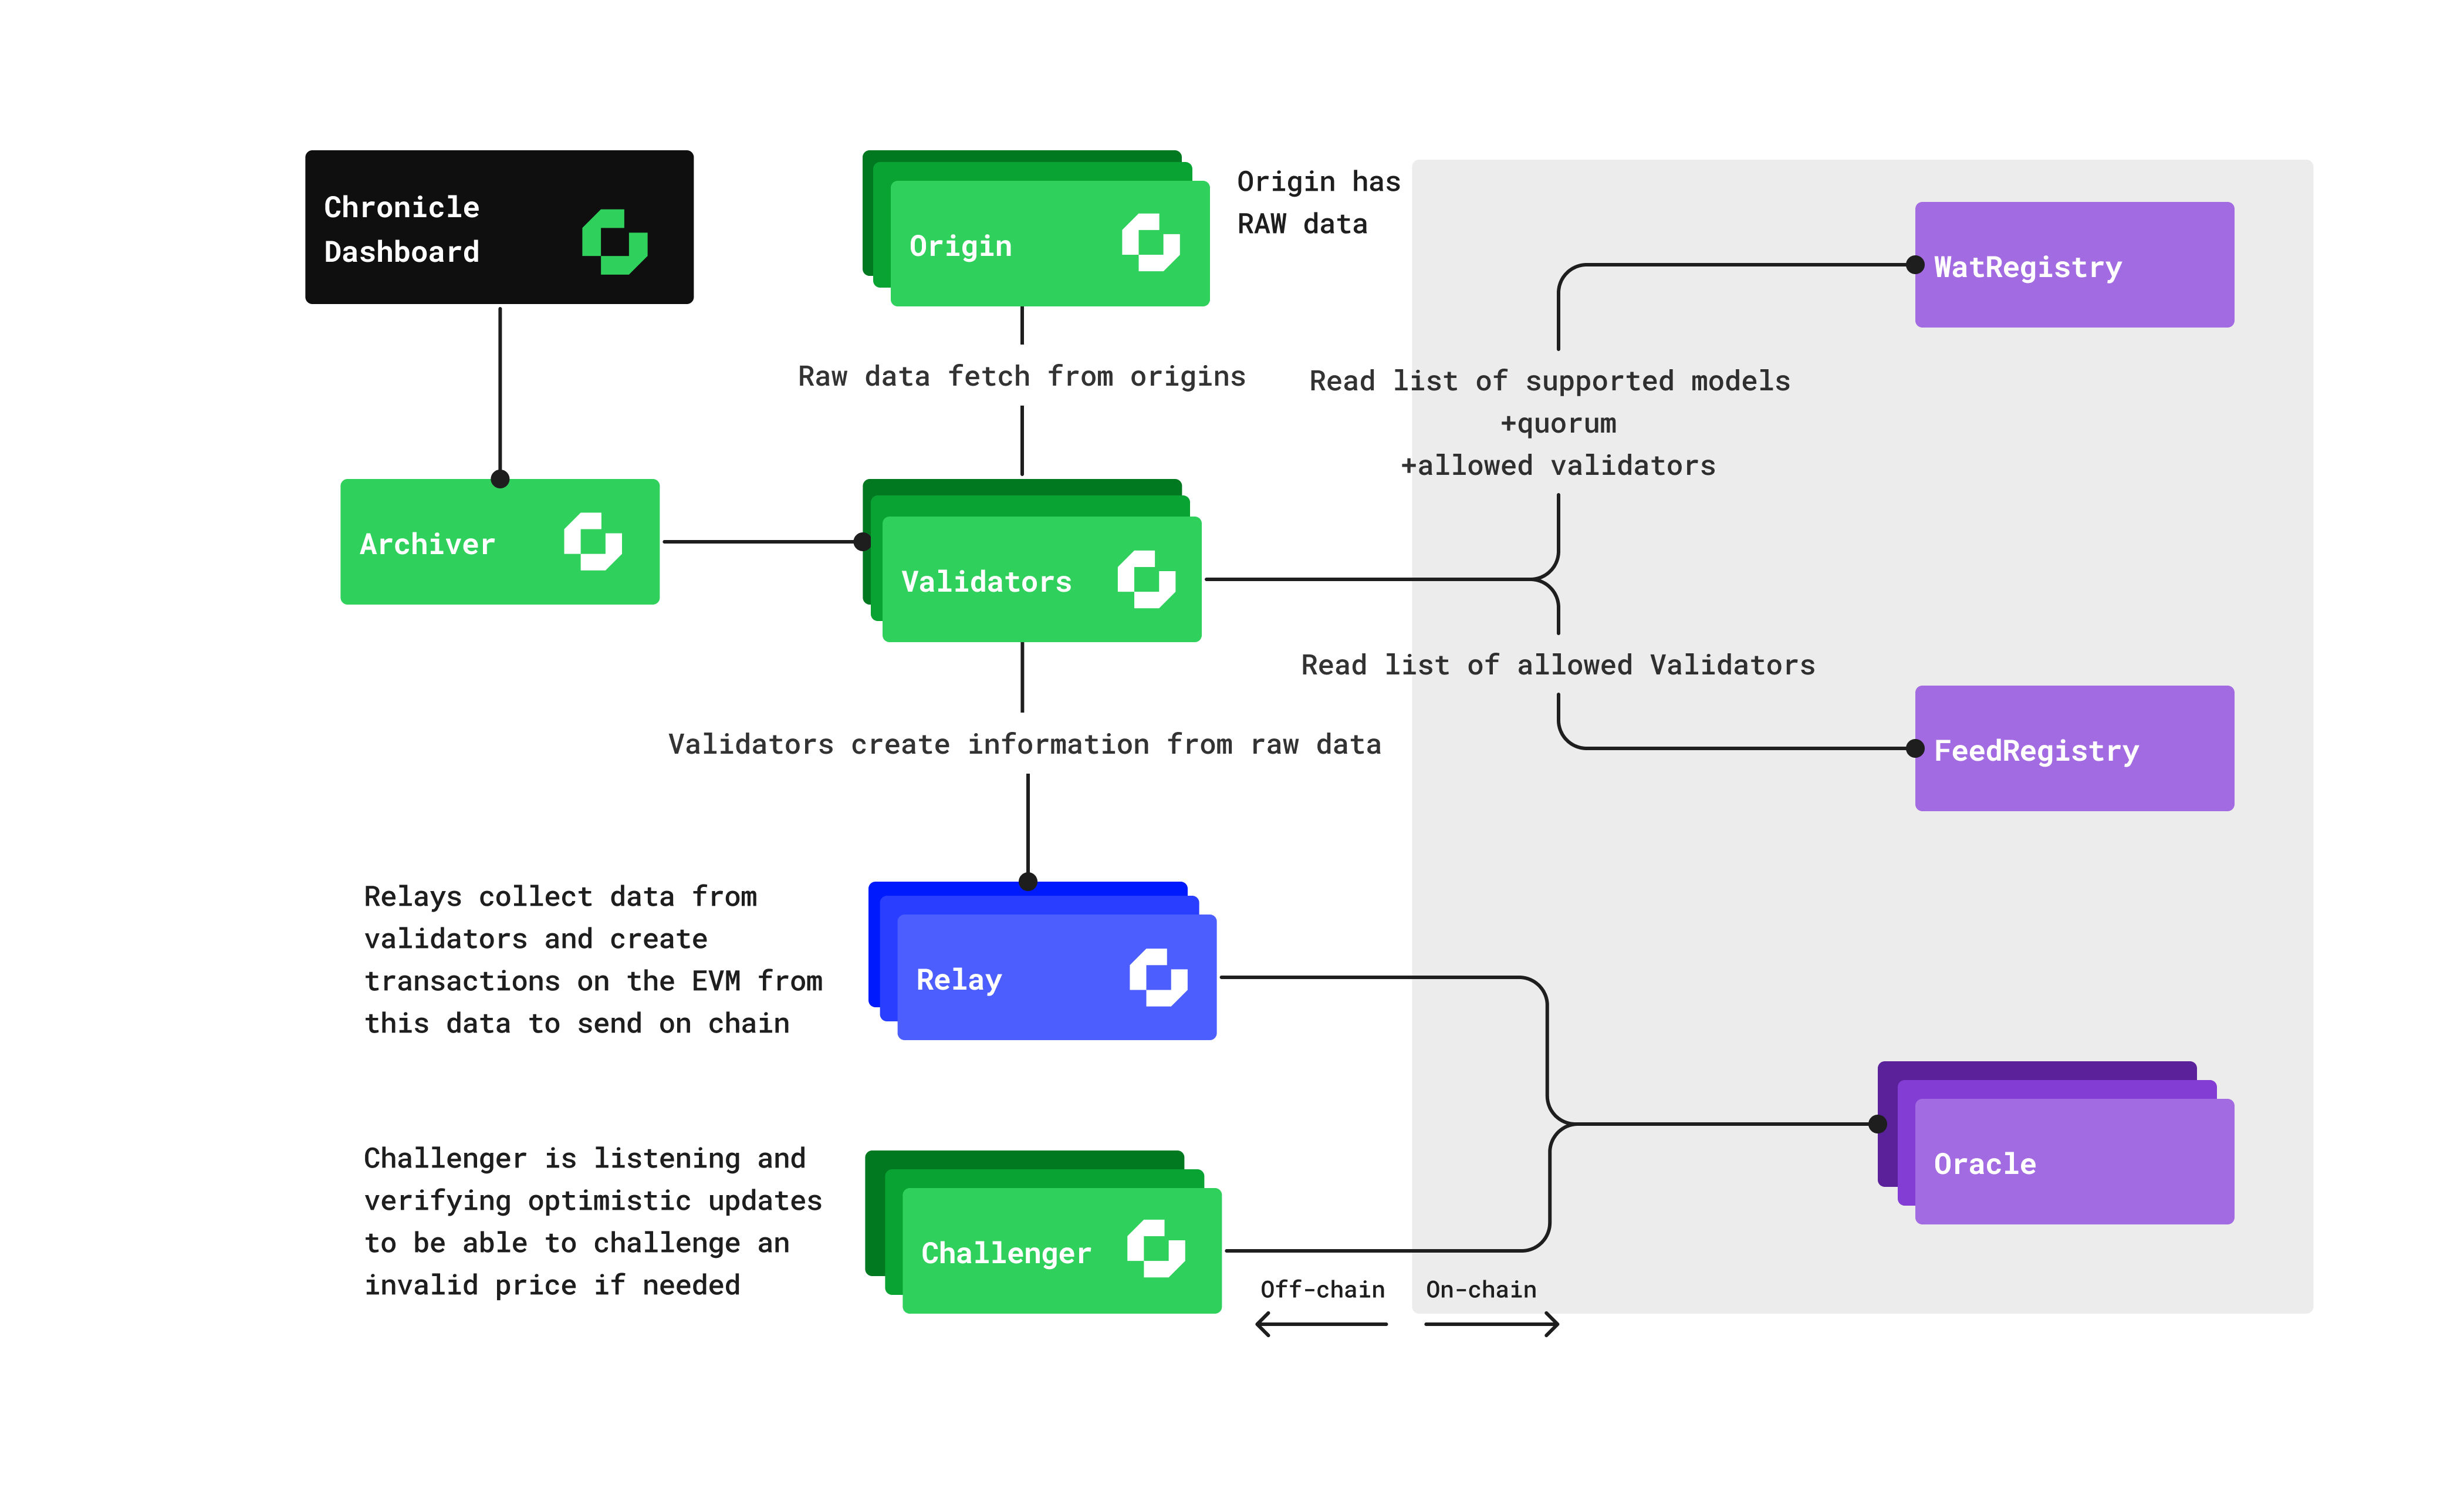 Chronicle
Dashboard
Origin
Origin has
RAW data
WatRegistry
Raw data fetch from origins
Read list of supported models
+quorum
+allowed validators
Archiver
Validators
Read list of allowed Validators
FeedRegistry
Validators create information from raw data
Relays collect data from
validators and create
transactions on the EVM from
this data to send on chain
Relay
Oracle
Challenger is listening and
verifying optimistic updates
to be able to challenge an
invalid price if needed
Challenger
Off-chain
On-chain